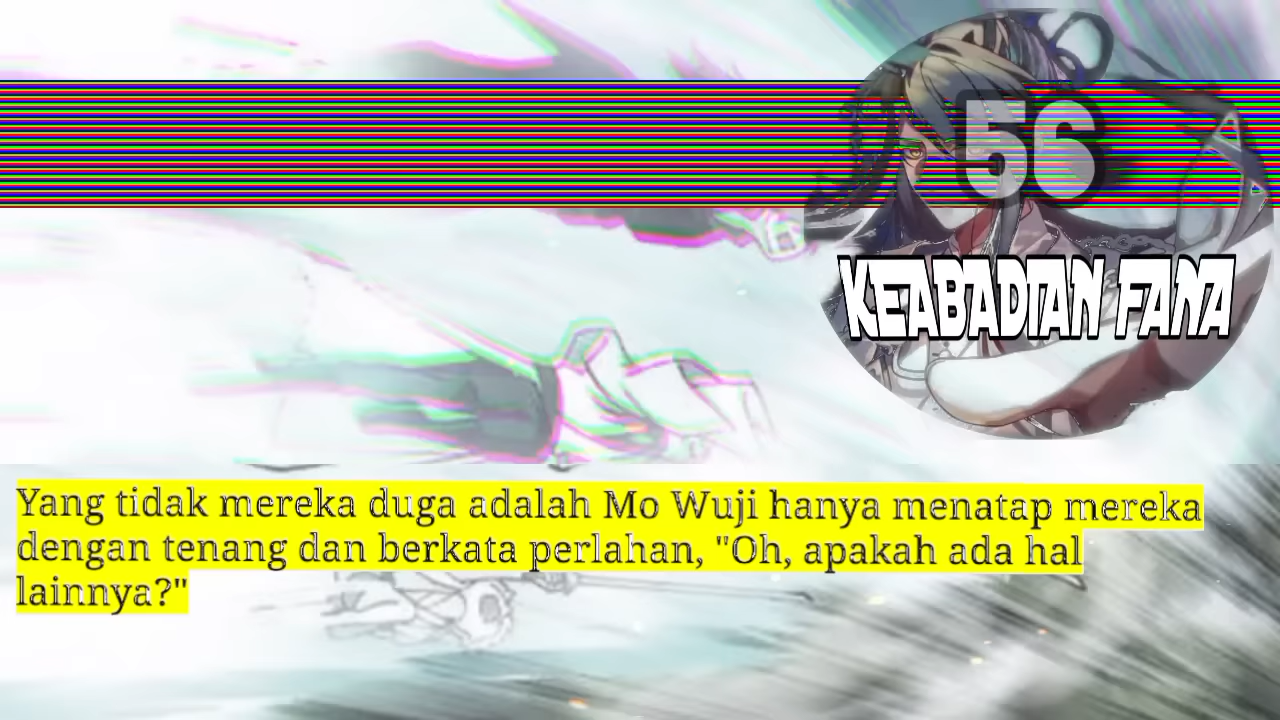 56
KEABADIAN FANA
Yang tidak mereka duga adalah Mo Wuji hanya menatap mereka
dengan tenang dan berkata perlahan, "Oh, apakah ada hal
lainnya?"